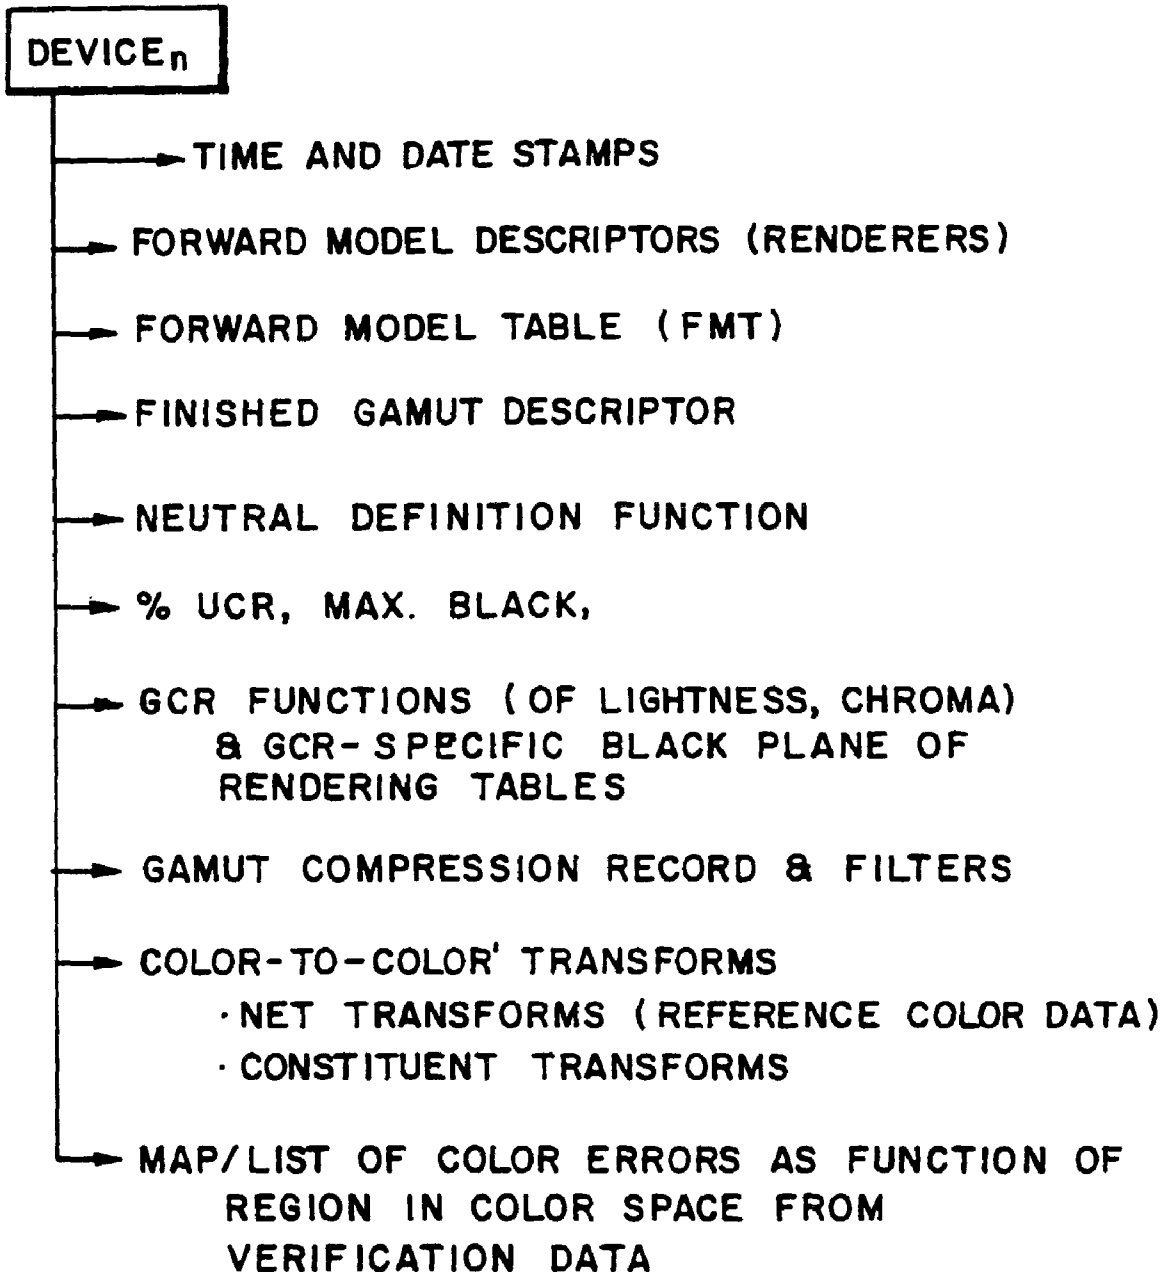 DEVICEn
TIME AND DATE STAMPS
FORWARD MODEL DESCRIPTORS (RENDERERS)
FORWARD MODEL TABLE (FMT)
FINISHED GAMUT DESCRIPTOR
NEUTRAL DEFINITION FUNCTION
% UCR, MAX. BLACK,
GCR FUNCTIONS (OF LIGHTNESS, CHROMA)
& GCR-SPECIFIC BLACK PLANE OF
RENDERING TABLES
GAMUT COMPRESSION RECORD & FILTERS
COLOR-TO-COLOR' TRANSFORMS
· NET TRANSFORMS (REFERENCE COLOR DATA)
· CONSTITUENT TRANSFORMS
MAP/LIST OF COLOR ERRORS AS FUNCTION OF
REGION IN COLOR SPACE FROM
VERIFICATION DATA